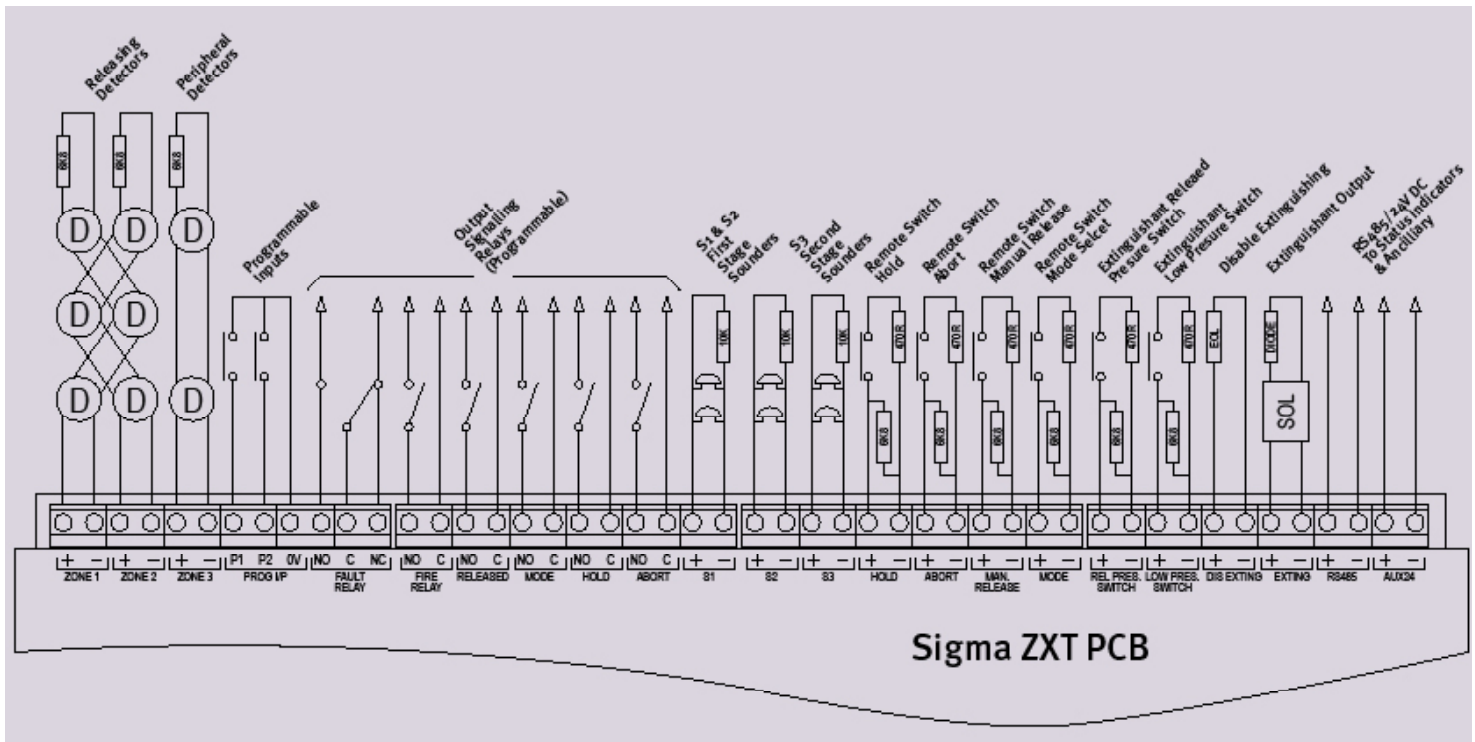 Releasing
Detectors
Peripheral
Detectors
Programmable
Inputs
Output
Signalling
Relays
(Programmable)
S1 & S2
First
Stage
Sounders
S3
Second
Stage
Sounders
Remote Switch
Hold
Remote Switch
Abort
Remote Switch
Manual Release
Remote Switch
Mode Selcet
Extinguishant Releaed
Presure Switch
Extinguishant
Low Presure Switch
Disable Extinguishing
Extinguishant Output
RS485/24V DC
To Status Indicators
& Ancilliary
6K8
6K8
6K8
D
D
D
D
D
D
D
D
10K
10K
10K
470R
470R
470R
470R
470R
470R
EOL
DIODE
6K8
6K8
6K8
6K8
6K8
6K8
SOL
+ − + − + − P1 P2 0V NO C NC NO C NO C NO C NO C NO C + − + − + − + − + − + − + − + − + − + − + − + − + −
ZONE 1 ZONE 2 ZONE 3 PROG I/P FAULT RELAY FIRE RELAY RELEASED MODE HOLD ABORT S1 S2 S3 HOLD ABORT MAN. RELEASE MODE REL PRES. SWITCH LOW PRES. SWITCH DIS EXTING EXTING RS485 AUX24
Sigma ZXT PCB